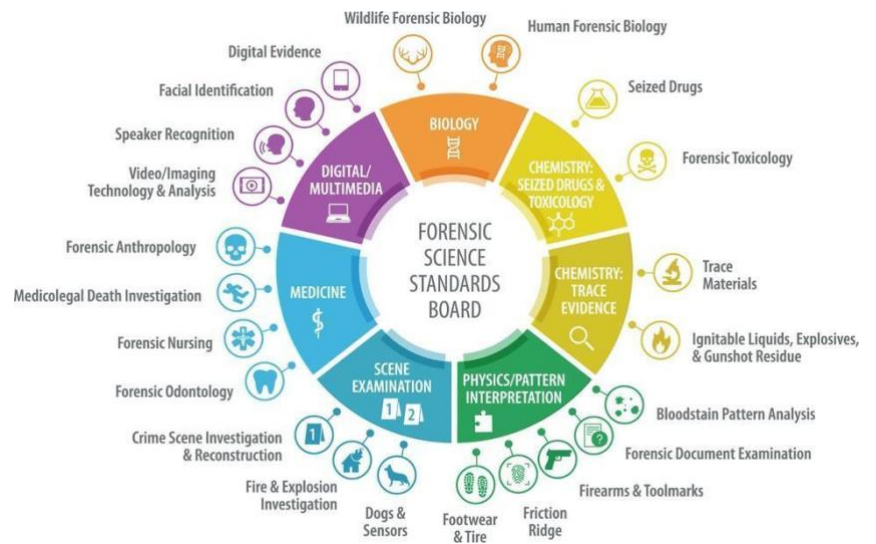 Wildlife Forensic Biology
Human Forensic Biology
Digital Evidence
Facial Identification
Speaker Recognition
Video/Imaging
Technology & Analysis
Seized Drugs
Forensic Toxicology
BIOLOGY
DIGITAL/
MULTIMEDIA
CHEMISTRY:
SEIZED DRUGS &
TOXICOLOGY
FORENSIC
SCIENCE
STANDARDS
BOARD
Forensic Anthropology
Medicolegal Death Investigation
Forensic Nursing
Forensic Odontology
MEDICINE
CHEMISTRY:
TRACE
EVIDENCE
Trace
Materials
Ignitable Liquids, Explosives,
& Gunshot Residue
SCENE
EXAMINATION
1 2
PHYSICS/PATTERN
INTERPRETATION
Crime Scene Investigation
& Reconstruction
1
Fire & Explosion
Investigation
Dogs &
Sensors
Footwear
& Tire
Friction
Ridge
Firearms & Toolmarks
Forensic Document Examination
?
Bloodstain Pattern Analysis